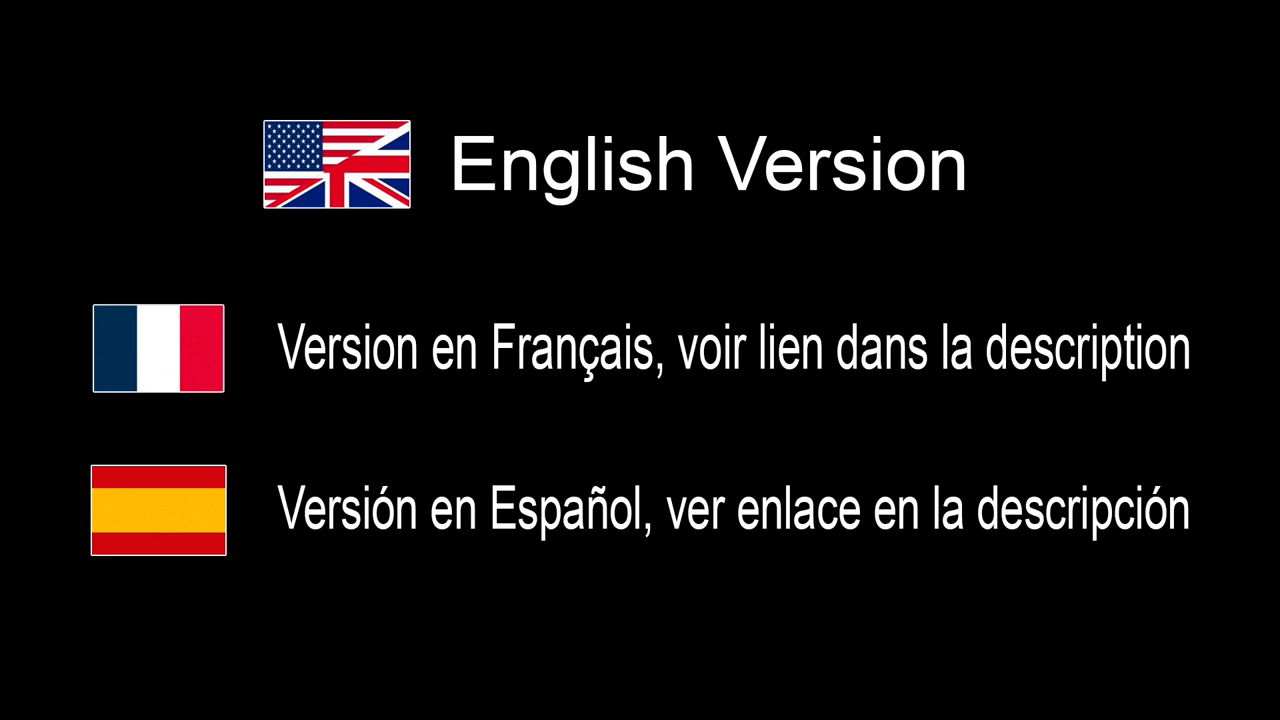 English Version
Version en Français, voir lien dans la description
Versión en Español, ver enlace en la descripción